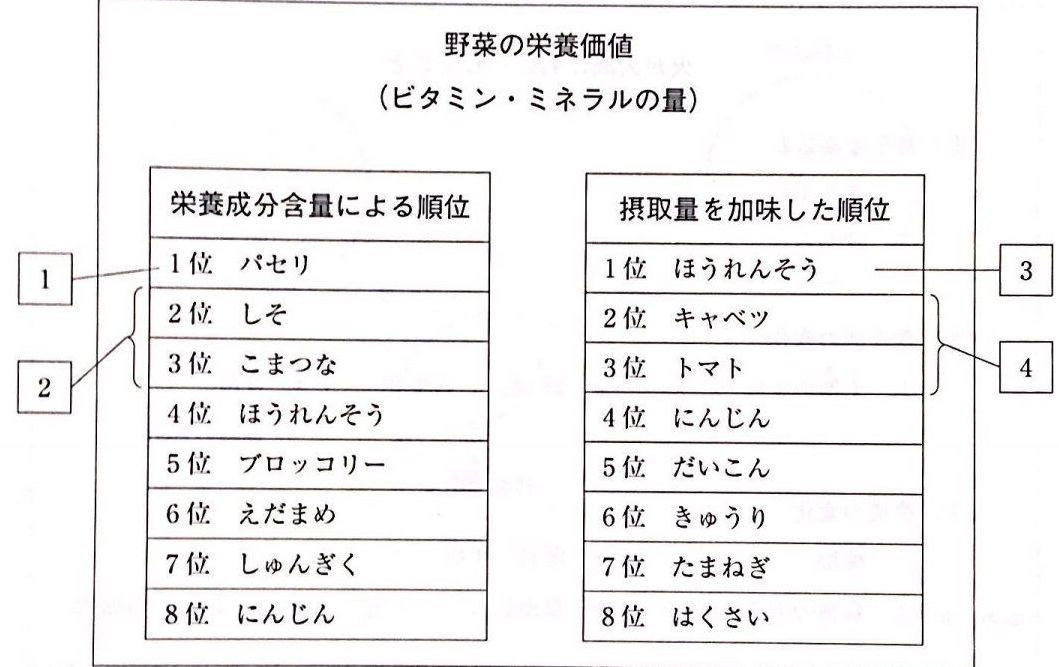 野菜の栄養価値
(ビタミン・ミネラルの量)
栄養成分含量による順位
1位 パセリ
2位 しそ
3位 こまつな
4位 ほうれんそう
5位 ブロッコリー
6位 えだまめ
7位 しゅんぎく
8位 にんじん
摂取量を加味した順位
1位 ほうれんそう
2位 キャベツ
3位 トマト
4位 にんじん
5位 だいこん
6位 きゅうり
7位 たまねぎ
8位 はくさい
1
2
3
4